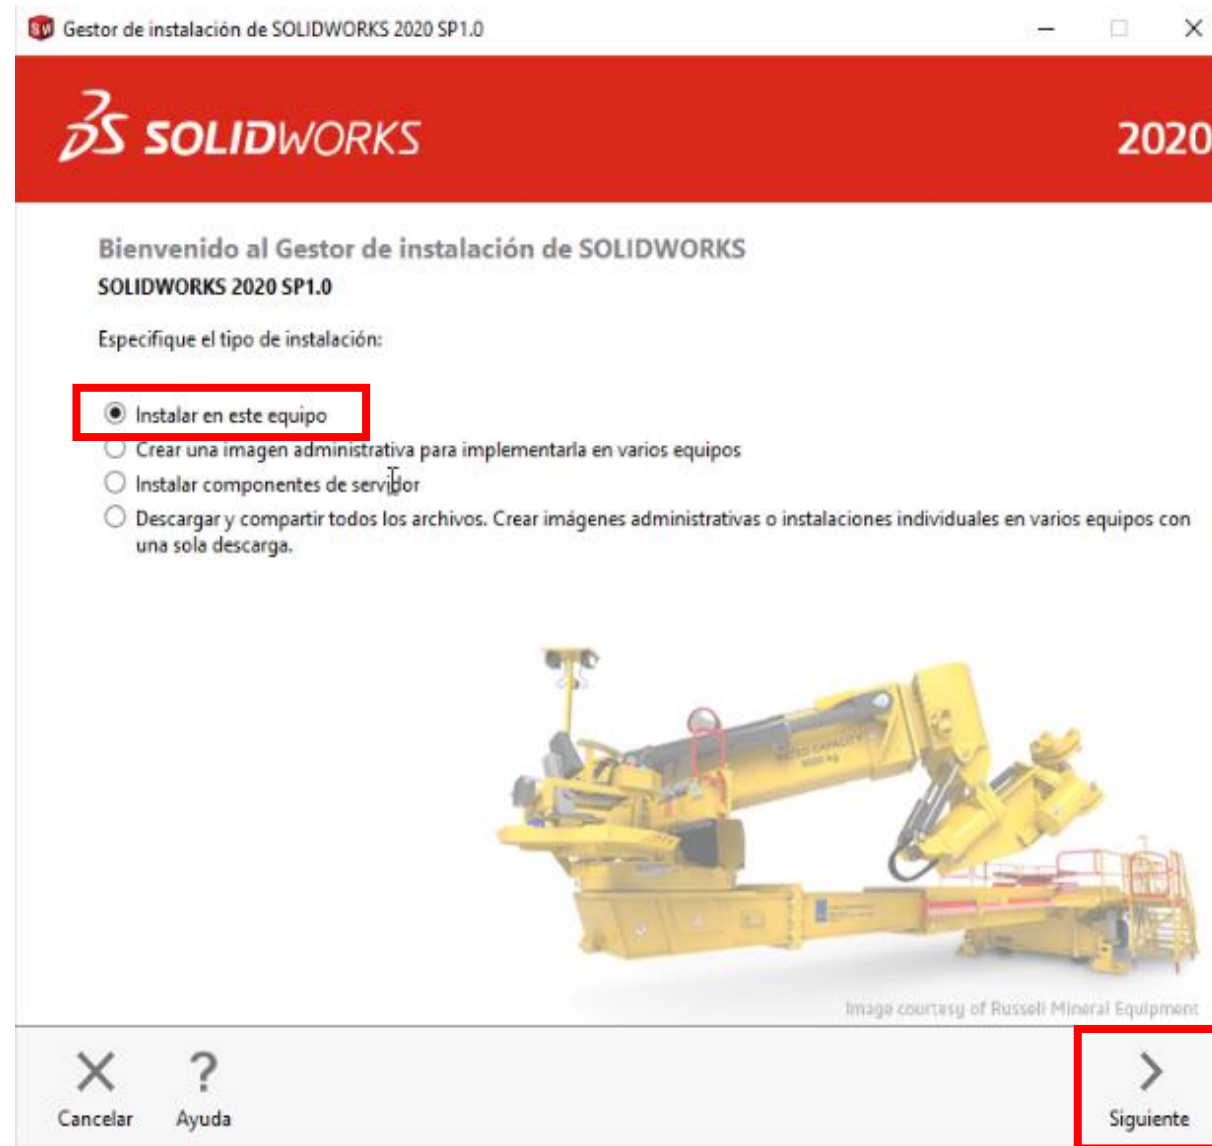 Gestor de instalación de SOLIDWORKS 2020 SP1.0
SOLIDWORKS
2020
Bienvenido al Gestor de instalación de SOLIDWORKS
SOLIDWORKS 2020 SP1.0
Especifique el tipo de instalación:
Instalar en este equipo
Crear una imagen administrativa para implementarla en varios equipos
Instalar componentes de servidor
Descargar y compartir todos los archivos. Crear imágenes administrativas o instalaciones individuales en varios equipos con
una sola descarga.
RATED CAPACITY
Image courtesy of Russell Mineral Equipment
Cancelar
Ayuda
Siguiente